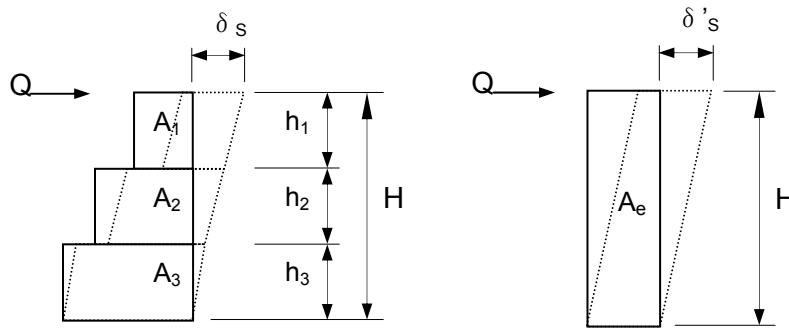 δ s
δ's
Q
A₁
h₁
A₂
h₂
H
A₃
h₃
Q
Aₑ
H